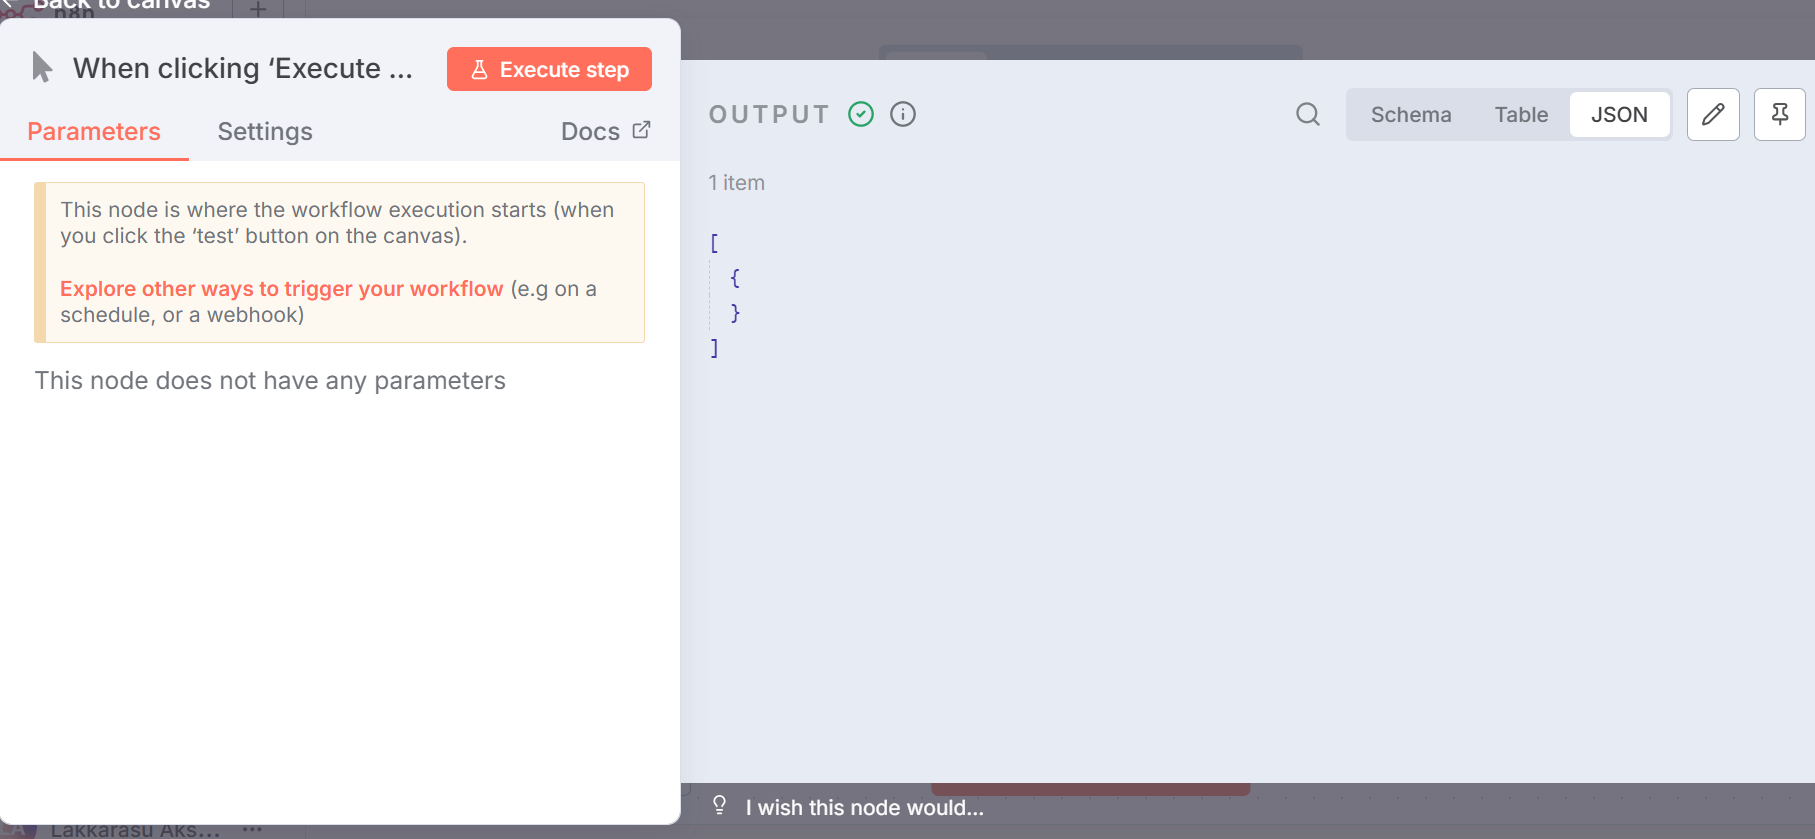 Back to canvas
n8n
When clicking ‘Execute ...
Execute step
Parameters
Settings
Docs
This node is where the workflow execution starts (when
you click the ‘test’ button on the canvas).
Explore other ways to trigger your workflow (e.g on a
schedule, or a webhook)
This node does not have any parameters
OUTPUT
Schema
Table
JSON
1 item
[
{
}
]
I wish this node would...
LA
Lakkarasu Aks...